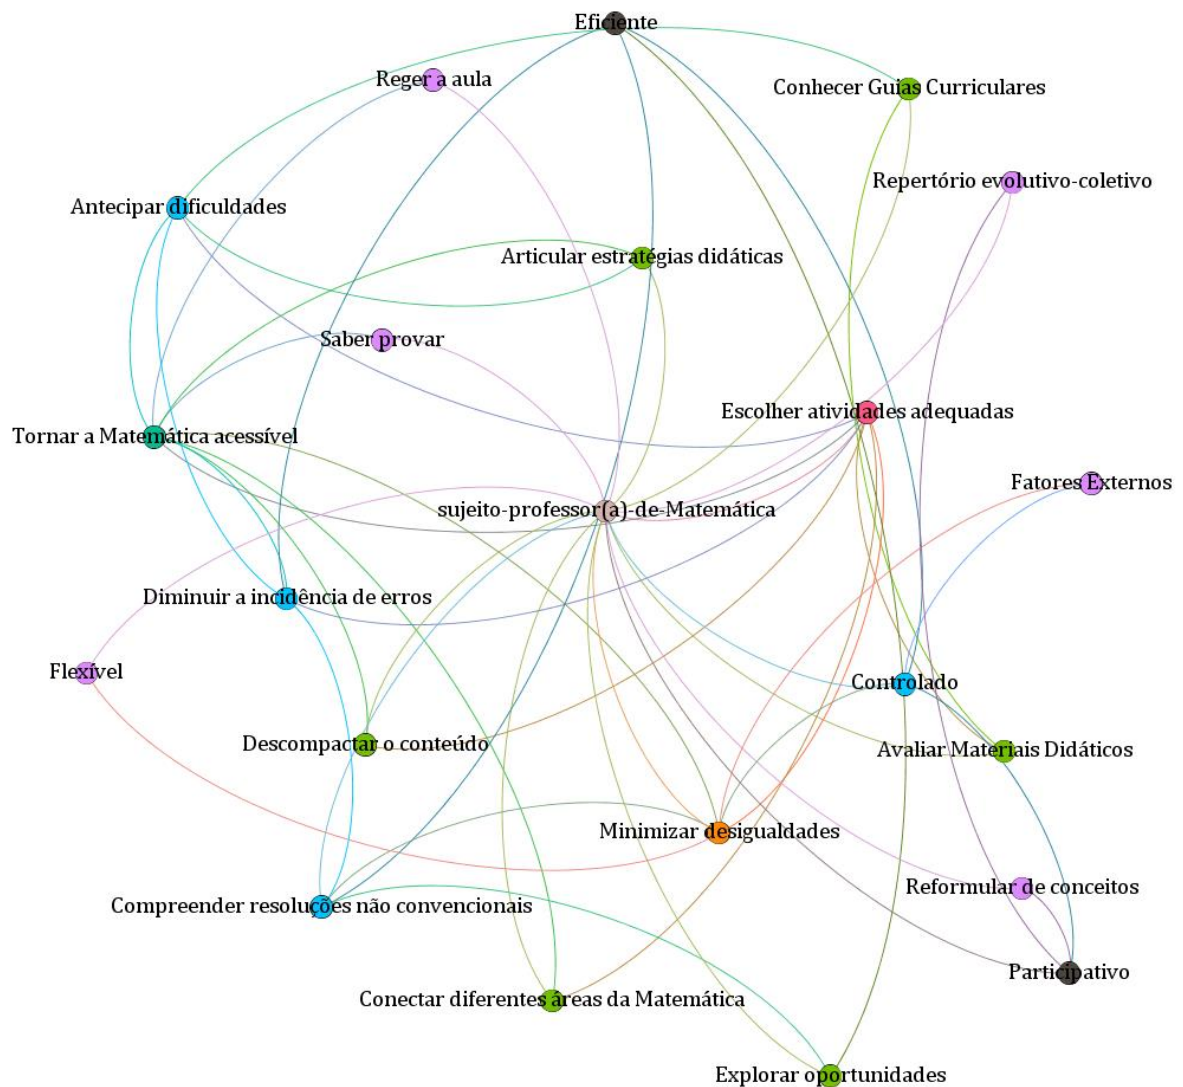 Eficiente
Reger a aula
Conhecer Guias Curriculares
Repertório evolutivo-coletivo
Antecipar dificuldades
Articular estratégias didáticas
Saber provar
Escolher atividades adequadas
Tornar a Matemática acessível
Fatores Externos
sujeito-professor(a)-de-Matemática
Diminuir a incidência de erros
Flexível
Controlado
Descompactar o conteúdo
Avaliar Materiais Didáticos
Minimizar desigualdades
Reformular de conceitos
Compreender resoluções não convencionais
Participativo
Conectar diferentes áreas da Matemática
Explorar oportunidades